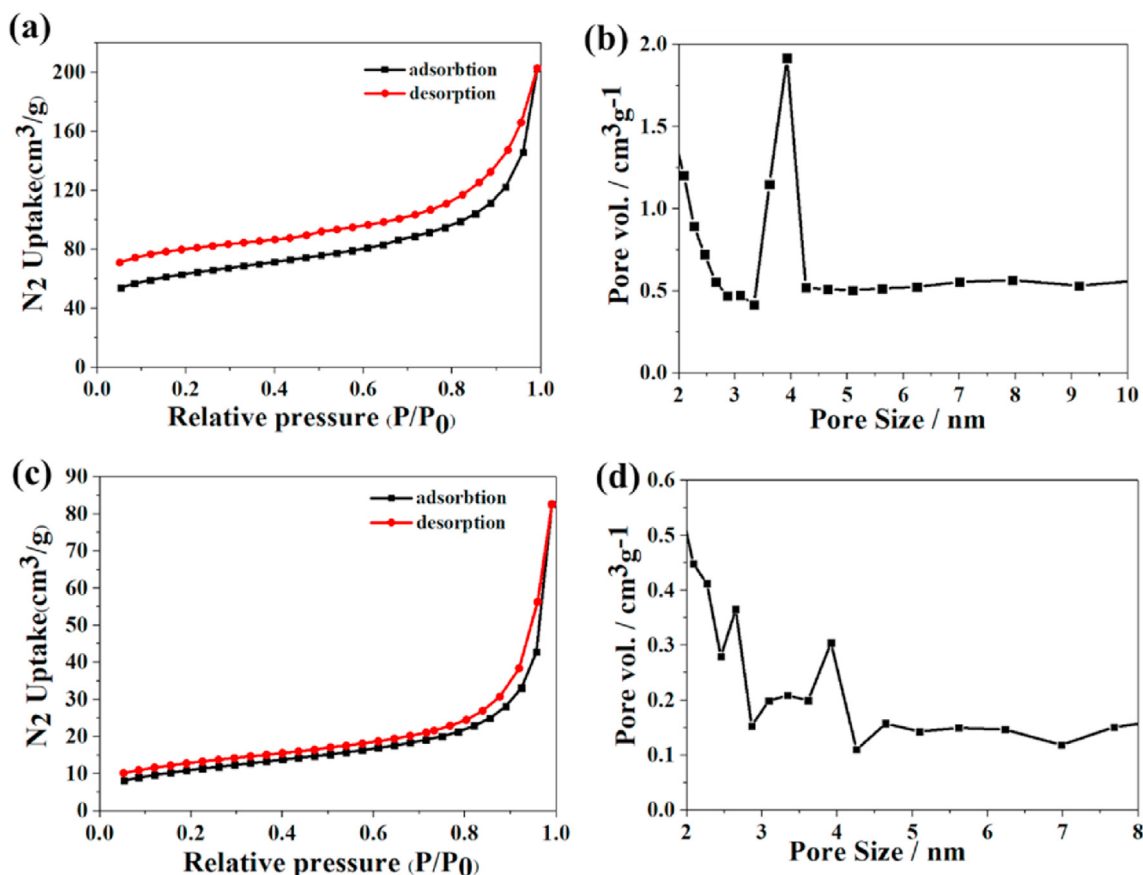 (a)
N2 Uptake(cm3/g)
200
160
120
80
40
0
adsorbtion
desorption
0.0 0.2 0.4 0.6 0.8 1.0
Relative pressure (P/P0)
(b)
Pore vol. / cm3g-1
2.0
1.5
1.0
0.5
0.0
2 3 4 5 6 7 8 9 10
Pore Size / nm
(c)
N2 Uptake(cm3/g)
90
80
70
60
50
40
30
20
10
0
adsorbtion
desorption
0.0 0.2 0.4 0.6 0.8 1.0
Relative pressure (P/P0)
(d)
Pore vol. / cm3g-1
0.6
0.5
0.4
0.3
0.2
0.1
0.0
2 3 4 5 6 7 8
Pore Size / nm